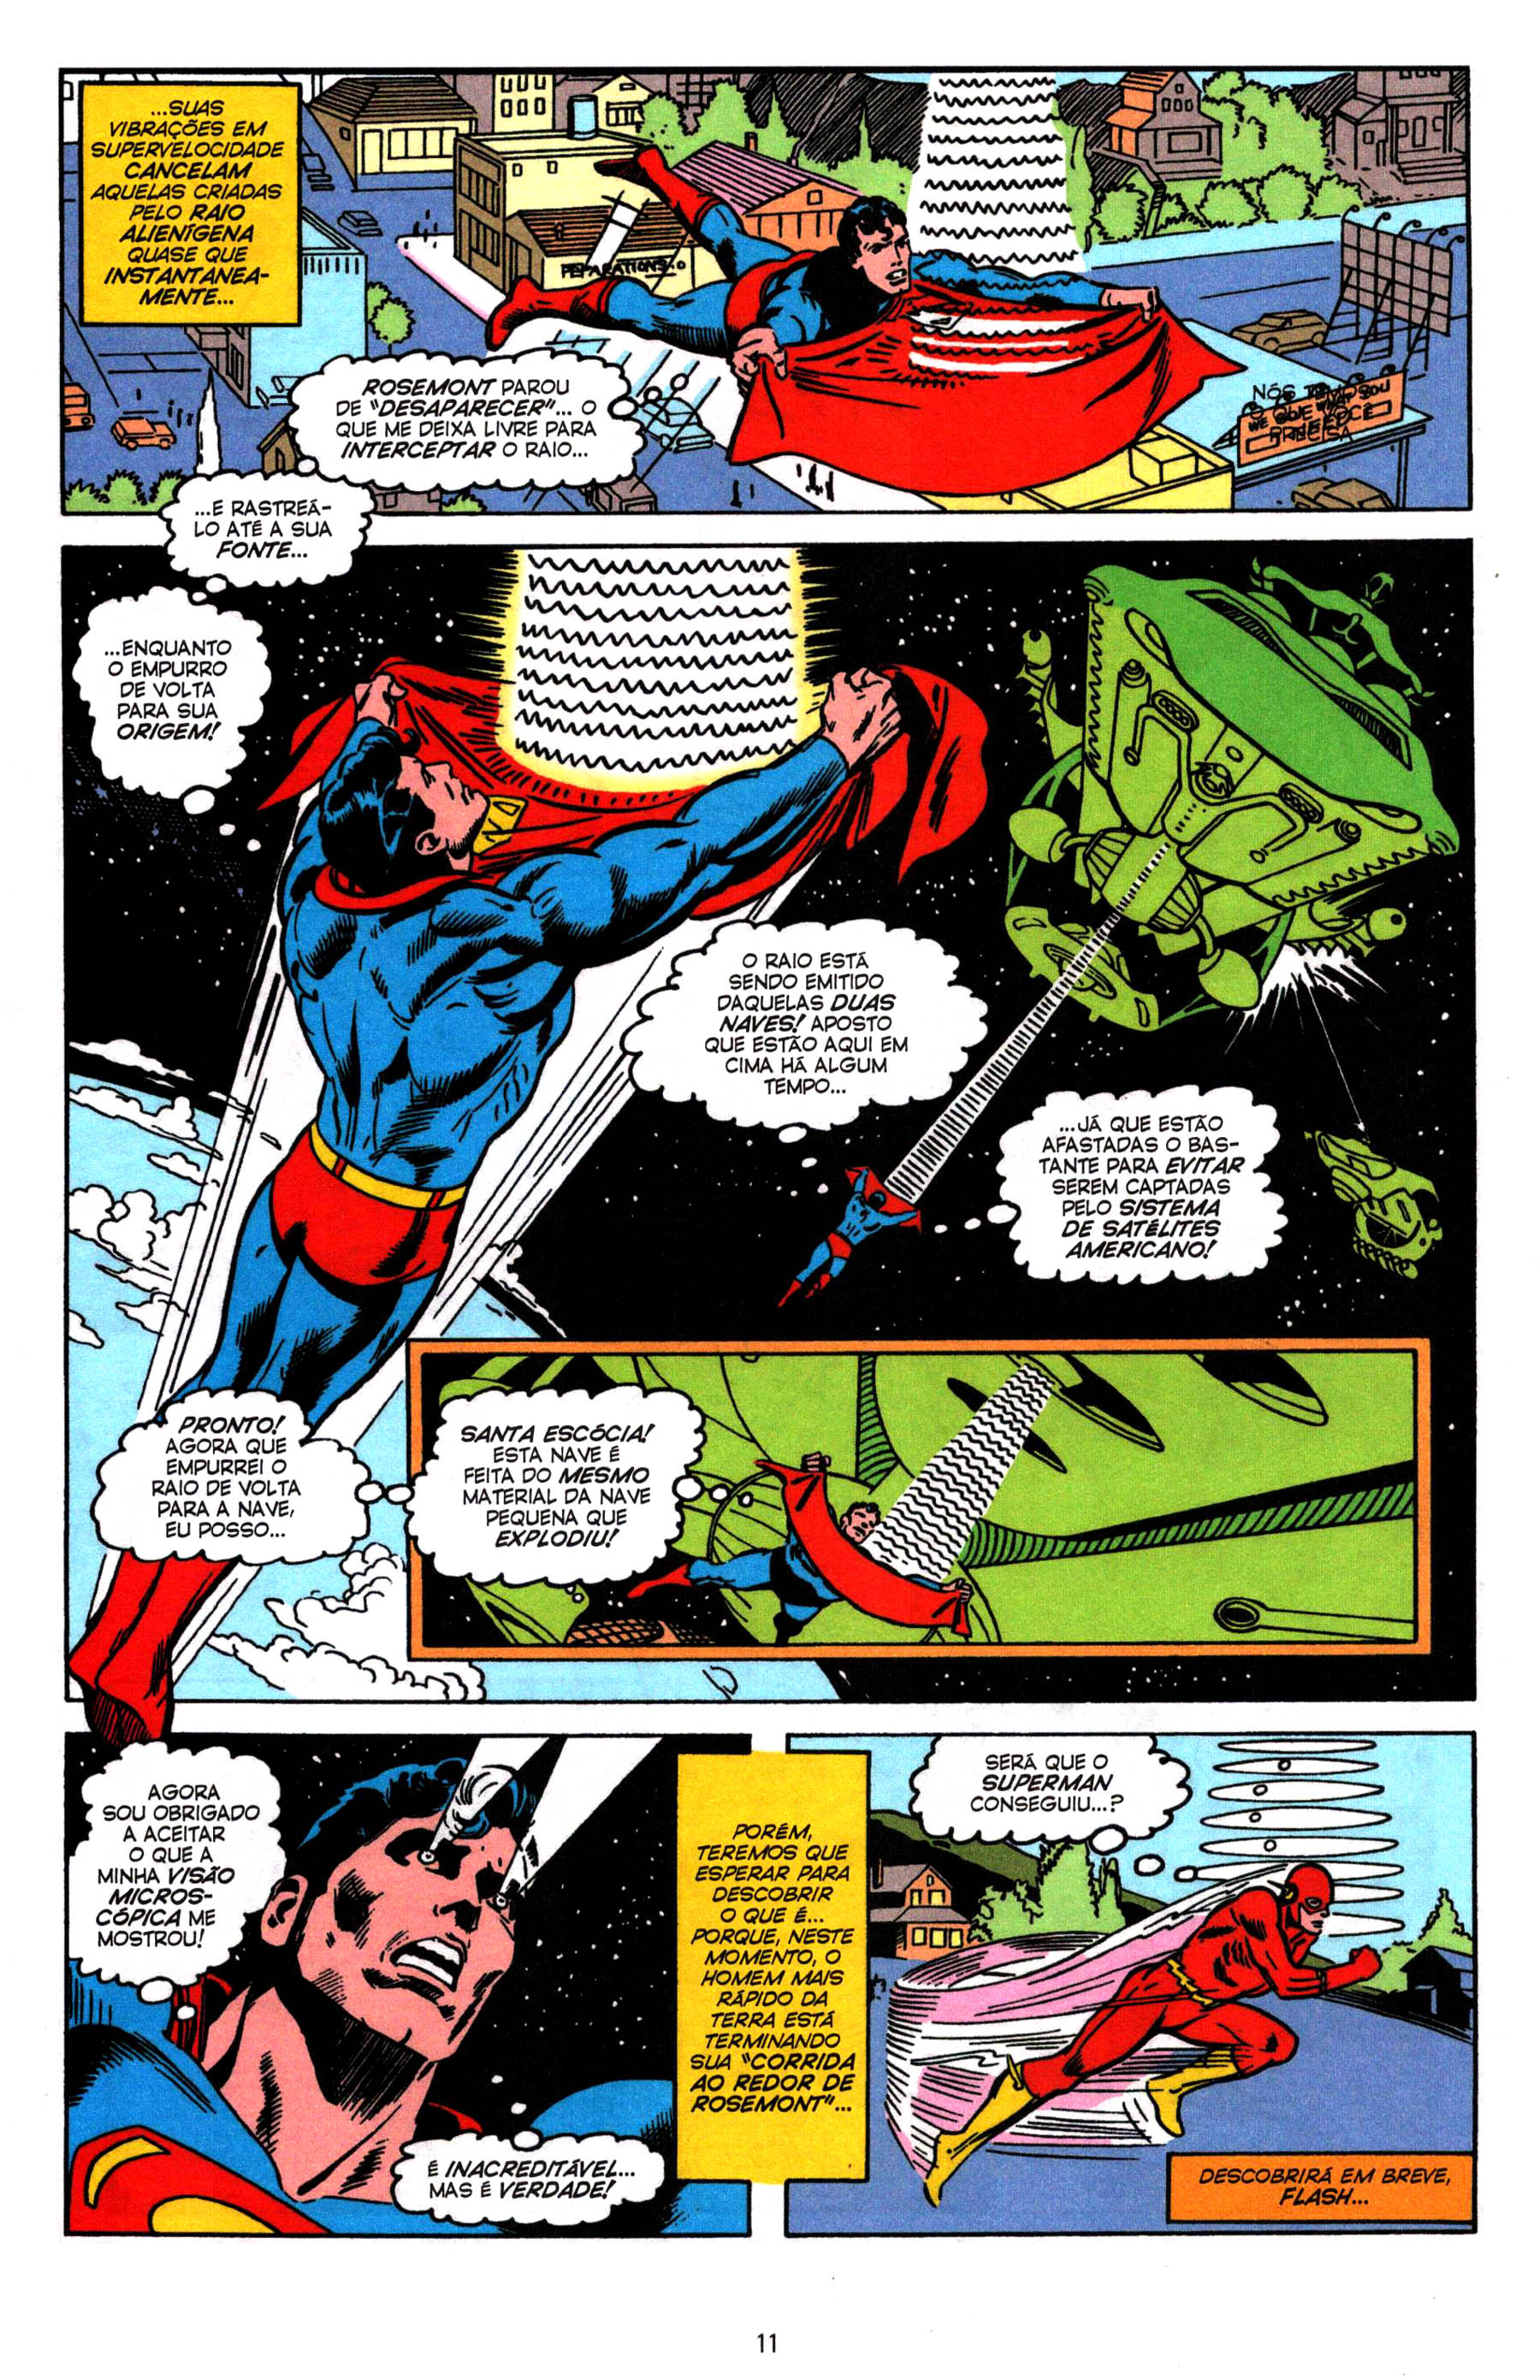 ...SUAS
VIBRAÇÕES EM
SUPERVELOCIDADE
CANCELAM
AQUELAS CRIADAS
PELO RAIO
ALIENÍGENA
QUASE QUE
INSTANTANEA-
MENTE...
ROSEMONT PAROU
DE "DESAPARECER"... O
QUE ME DEIXA LIVRE PARA
INTERCEPTAR O RAIO...
...E RASTREÁ-
LO ATÉ A SUA
FONTE...
...ENQUANTO
O EMPURRO
DE VOLTA
PARA SUA
ORIGEM!
O RAIO ESTÁ
SENDO EMITIDO
DAQUELAS DUAS
NAVES! APOSTO
QUE ESTÃO AQUI EM
CIMA HÁ ALGUM
TEMPO...
...JÁ QUE ESTÃO
AFASTADAS O BAS-
TANTE PARA EVITAR
SEREM CAPTADAS
PELO SISTEMA
DE SATÉLITES
AMERICANO!
PRONTO!
AGORA QUE
EMPURREI O
RAIO DE VOLTA
PARA A NAVE,
EU POSSO...
SANTA ESCÓCIA!
ESTA NAVE É
FEITA DO MESMO
MATERIAL DA NAVE
PEQUENA QUE
EXPLODIU!
AGORA
SOU OBRIGADO
A ACEITAR
O QUE A
MINHA VISÃO
MICROS-
CÓPICA ME
MOSTROU!
É INACREDITÁVEL...
MAS É VERDADE!
PORÉM,
TEREMOS QUE
ESPERAR PARA
DESCOBRIR
O QUE É...
PORQUE, NESTE
MOMENTO, O
HOMEM MAIS
RÁPIDO DA
TERRA ESTÁ
TERMINANDO
SUA "CORRIDA
AO REDOR DE
ROSEMONT"...
SERÁ QUE O
SUPERMAN
CONSEGUIU...?
DESCOBRIRÁ EM BREVE,
FLASH...
11